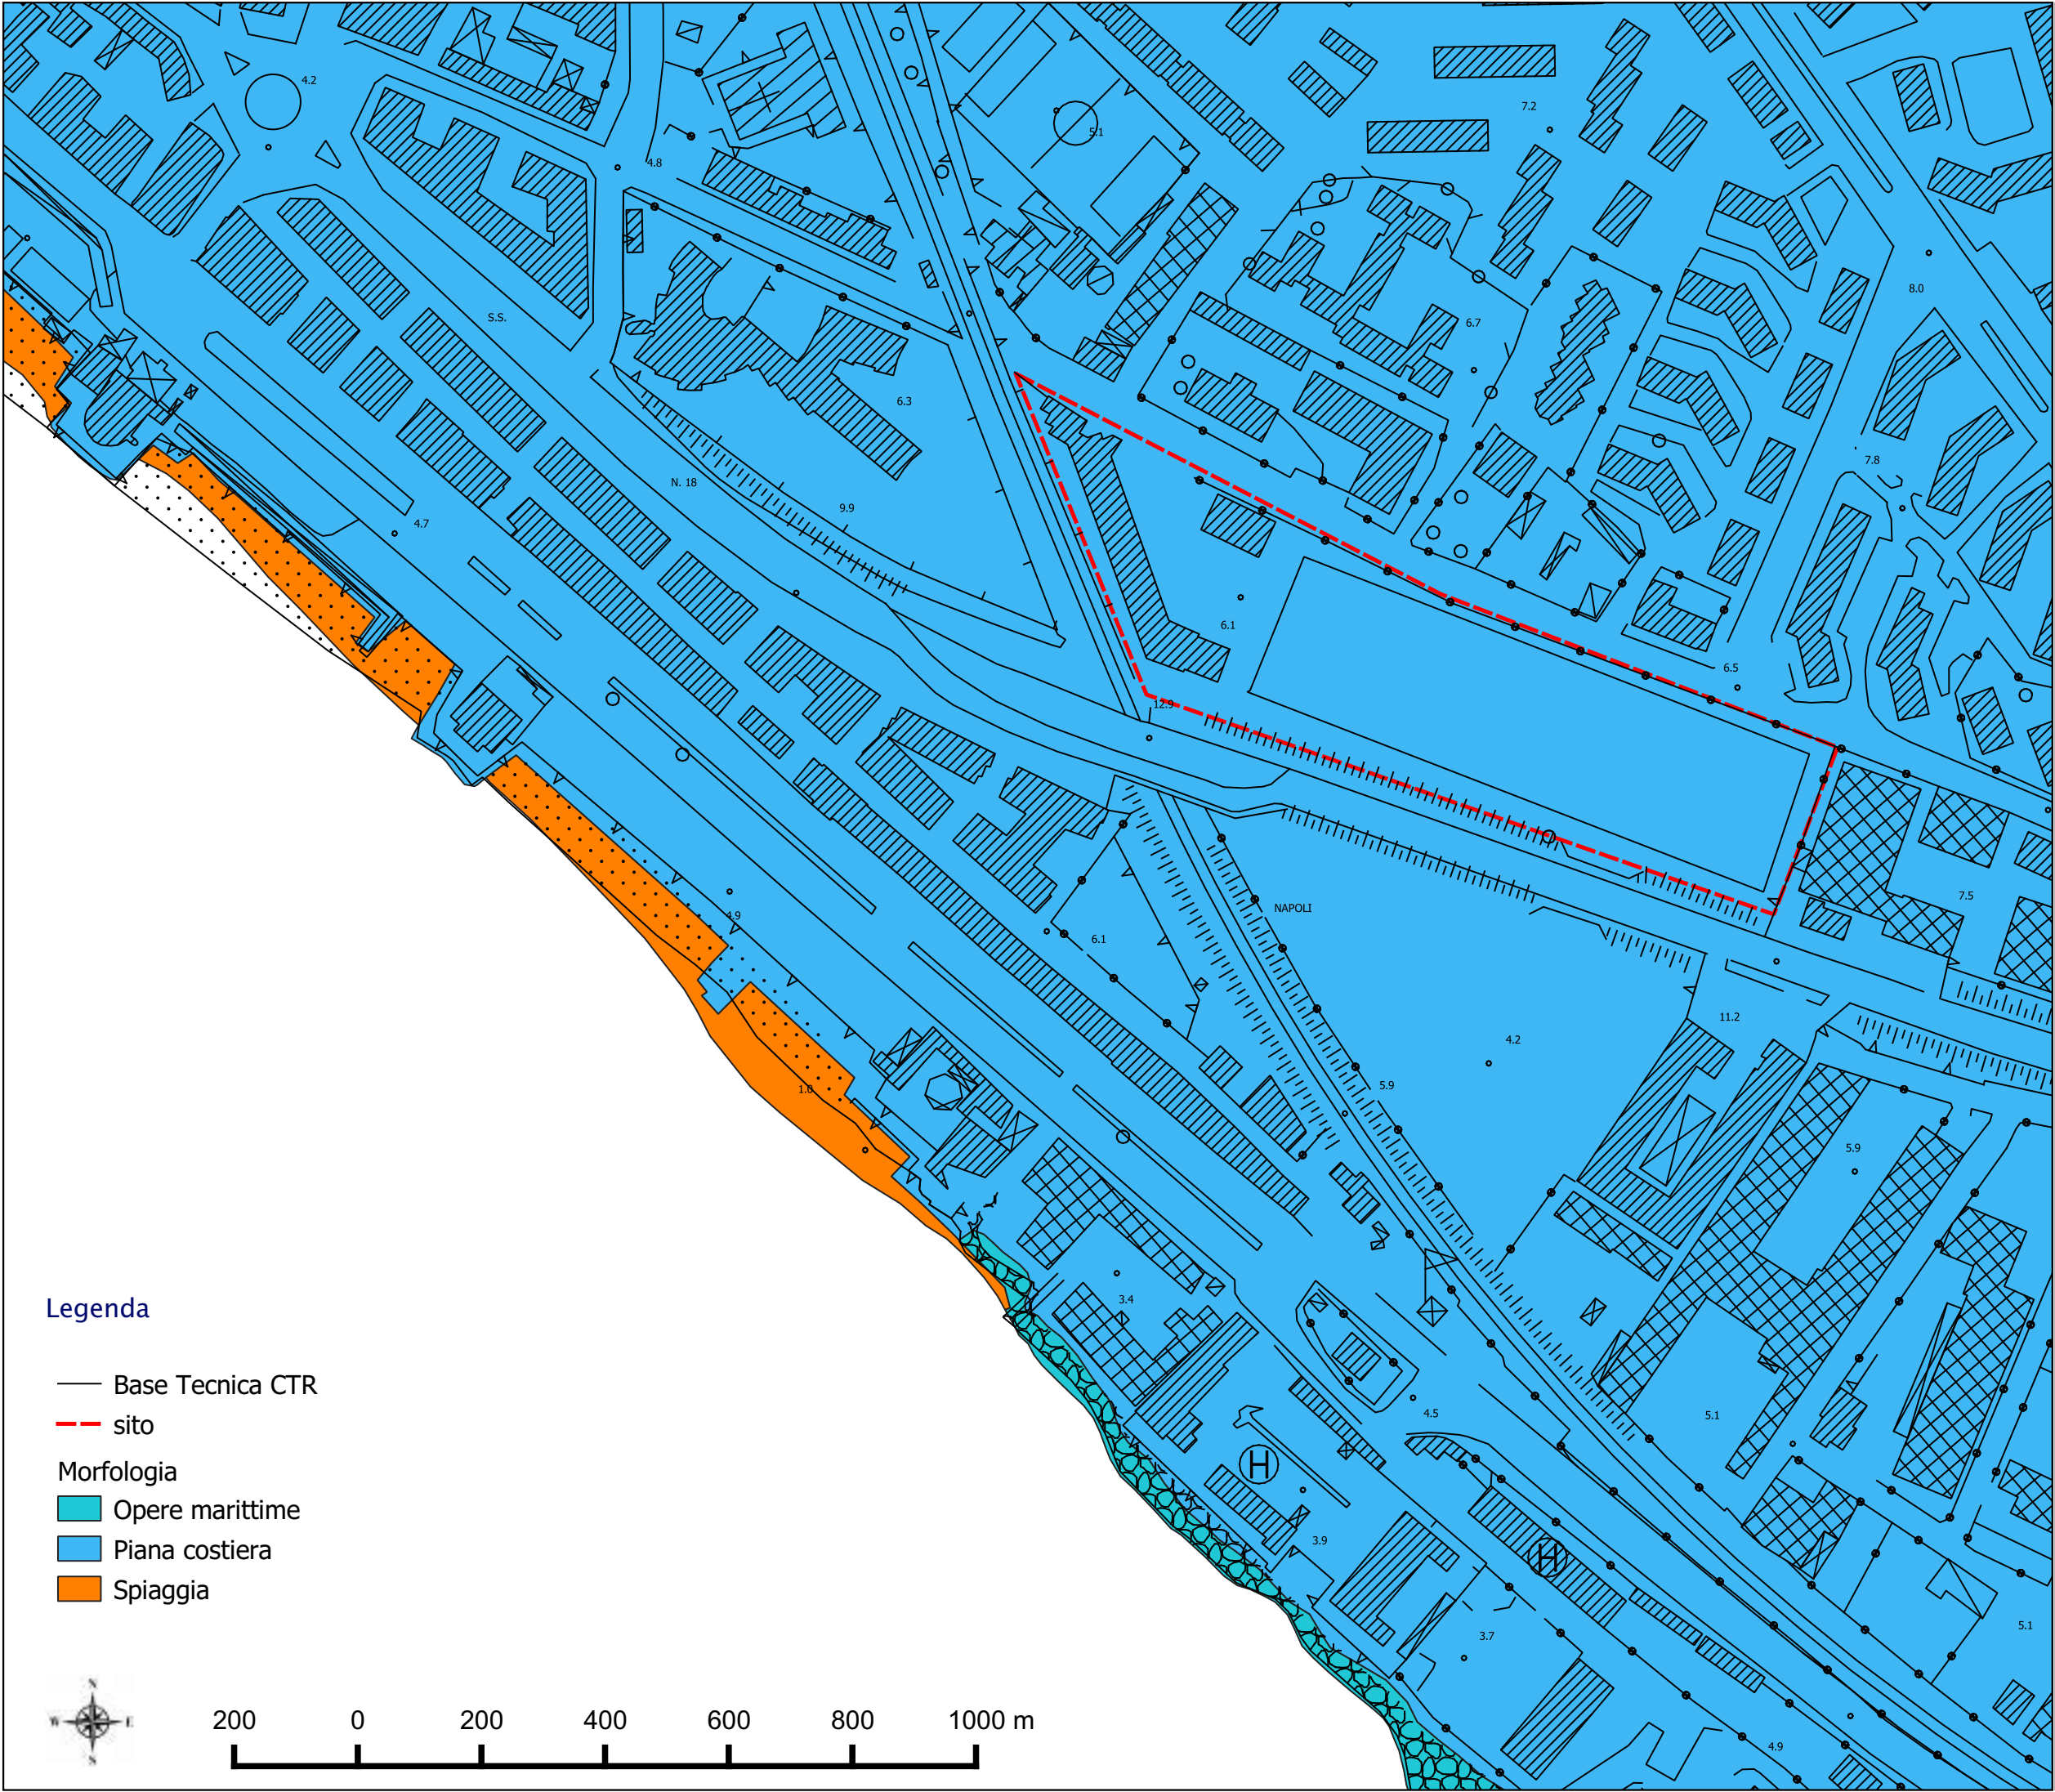 4.2
7.2
5.1
4.8
8.0
S.S.
6.7
6.3
7.8
N. 18
9.9
4.7
6.1
6.5
12.9
7.5
NAPOLI
4.9
6.1
11.2
4.2
5.9
1.0
5.9
3.4
4.5
5.1
H
3.9
H
5.1
3.7
4.9
Legenda
Base Tecnica CTR
sito
Morfologia
Opere marittime
Piana costiera
Spiaggia
N
W E
S
200 0 200 400 600 800 1000 m